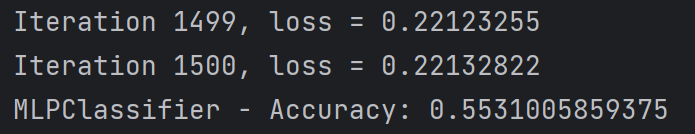 Iteration 1499, loss = 0.22123255
Iteration 1500, loss = 0.22132822
MLPClassifier - Accuracy: 0.5531005859375